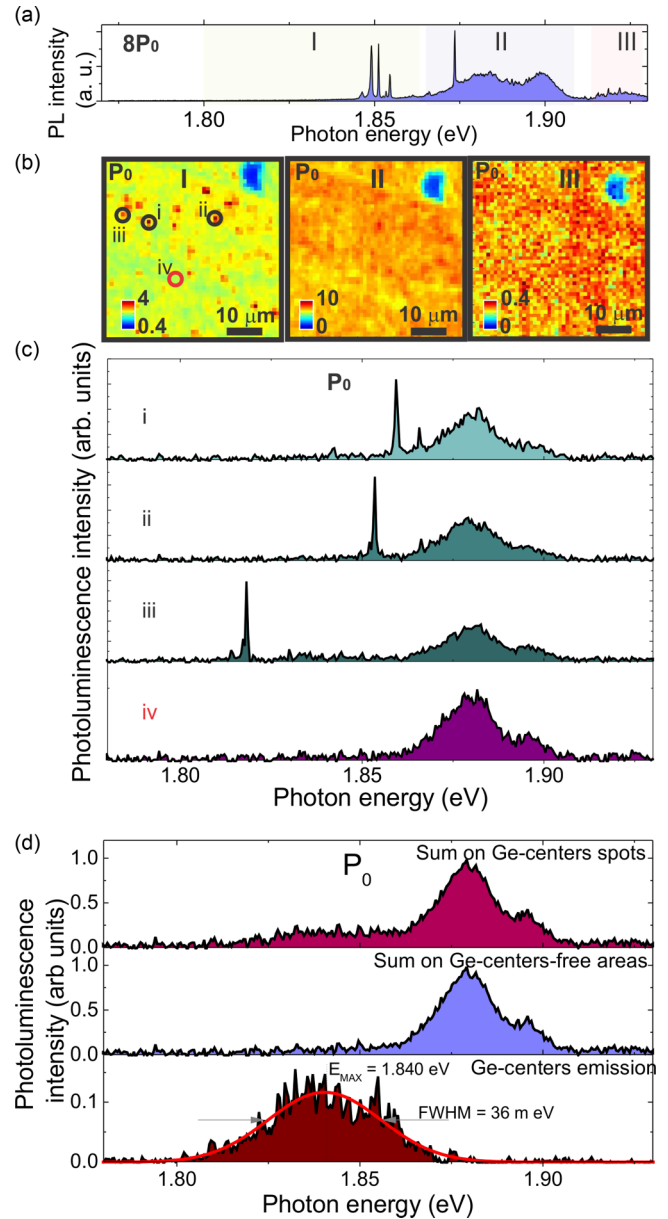 (a)
8P0
I
II
III
PL intensity
(a. u.)
1.80
1.85
1.90
Photon energy (eV)
(b)
P0
I
i
ii
iii
iv
4
0.4
10 μm
P0
II
10
0
10 μm
P0
III
0.4
0
10 μm
(c)
P0
i
ii
iii
iv
Photoluminescence intensity (arb. units)
1.80
1.85
1.90
Photon energy (eV)
(d)
P0
Sum on Ge-centers spots
1.0
0.5
0.0
Sum on Ge-centers-free areas
1.0
0.5
0.0
Ge-centers emission
EMAX = 1.840 eV
FWHM = 36 m eV
0.1
0.0
Photoluminescence
intensity (arb units)
1.80
1.85
1.90
Photon energy (eV)